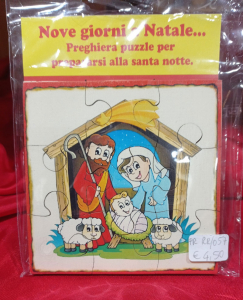 Nove giorni a Natale...
Preghiera puzzle per
prepararsi alla santa notte.
€ 4,50